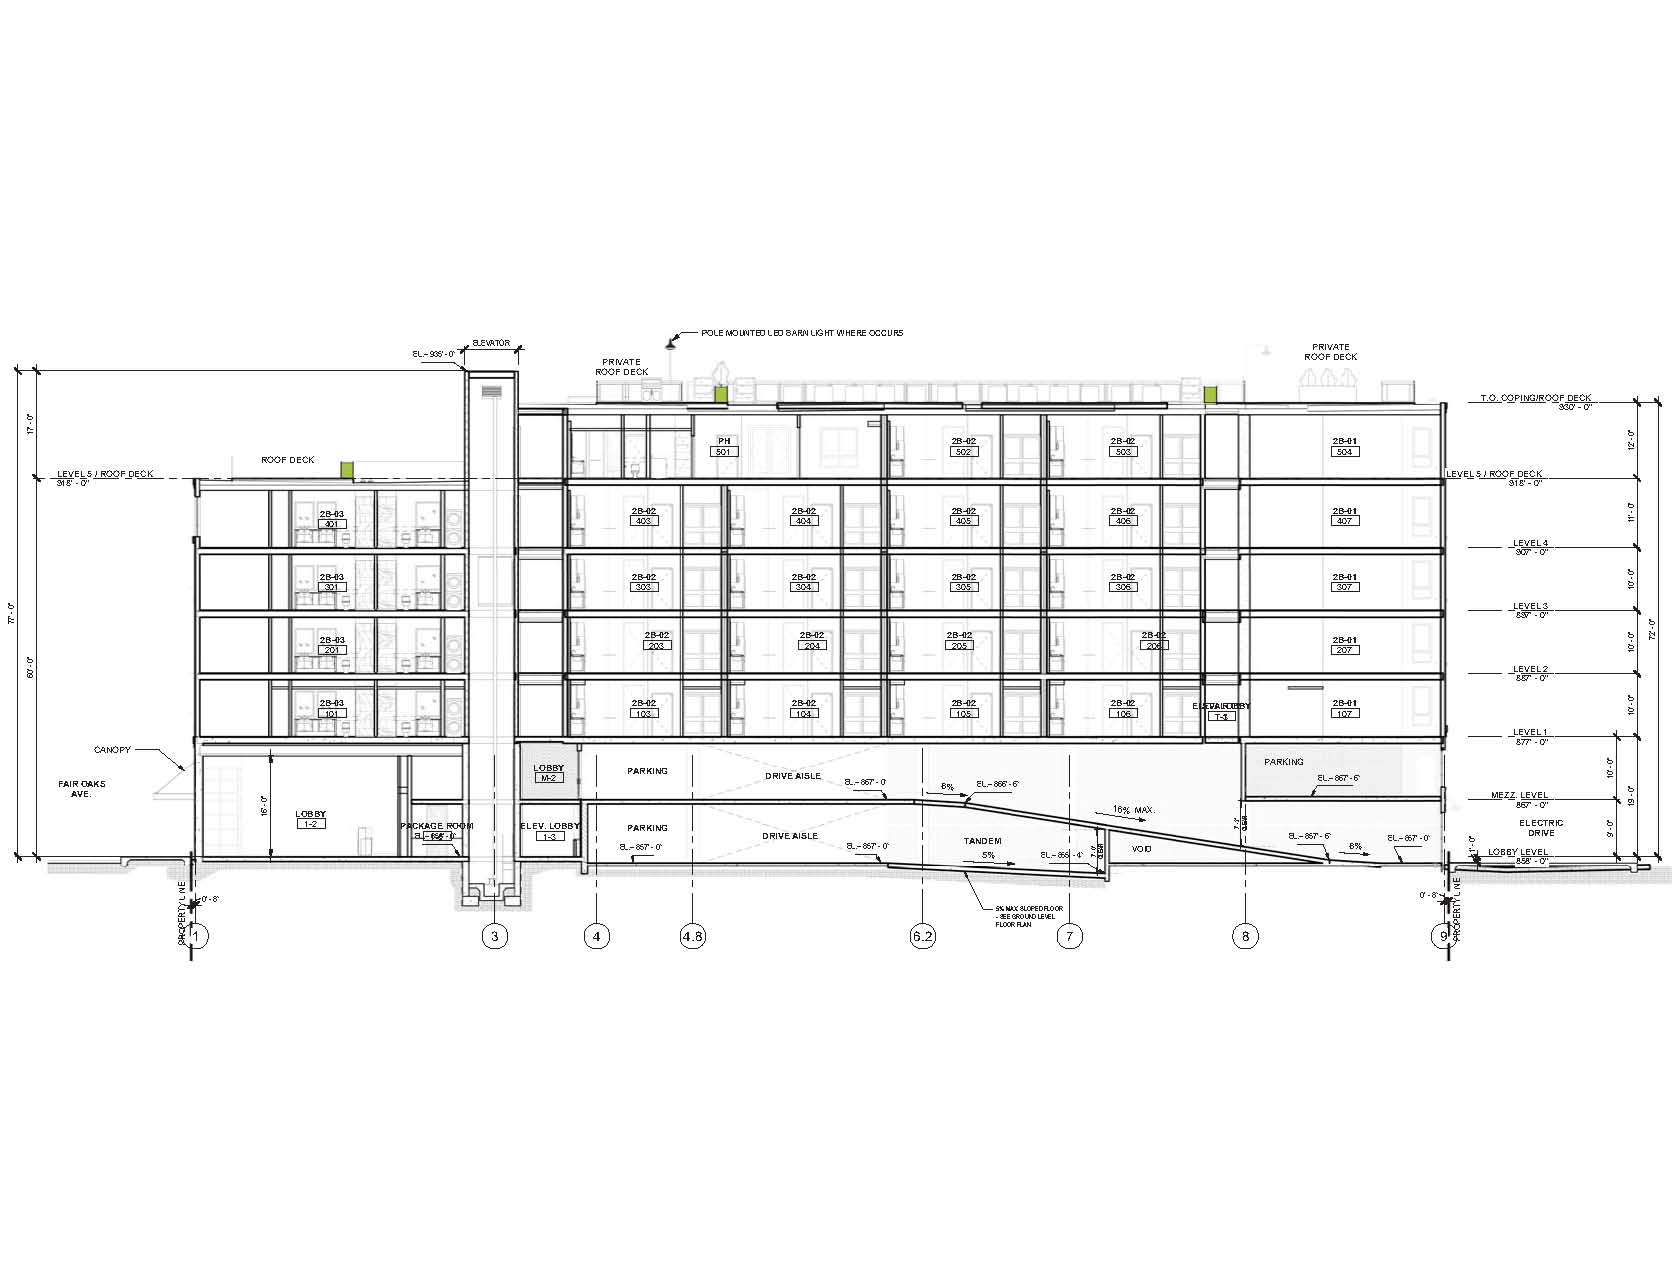 POLE MOUNTED LED BARN LIGHT WHERE OCCURS
ELEVATOR
EL.– 935' - 0"
PRIVATE
ROOF DECK
PRIVATE
ROOF DECK
T.O. COPING/ROOF DECK
930' - 0"
17' - 0"
12' - 0"
ROOF DECK
PH
501
2B-02
502
2B-02
503
2B-01
504
LEVEL 5 / ROOF DECK
918' - 0"
LEVEL 5 / ROOF DECK
918' - 0"
2B-03
401
2B-02
403
2B-02
404
2B-02
405
2B-02
406
2B-01
407
11' - 0"
LEVEL 4
907' - 0"
2B-03
301
2B-02
303
2B-02
304
2B-02
305
2B-02
306
2B-01
307
10' - 0"
77' - 0"
LEVEL 3
60' - 0"
72' - 0"
2B-03
201
2B-02
203
2B-02
204
2B-02
205
2B-02
206
2B-01
207
10' - 0"
LEVEL 2
887' - 0"
2B-03
101
2B-02
103
2B-02
104
2B-02
105
2B-02
106
2B-01
107
10' - 0"
LEVEL 1
877' - 0"
CANOPY
FAIR OAKS
AVE.
LOBBY
M-2
PARKING
DRIVE AISLE
EL.– 867' - 0"
6%
EL.– 866' - 6"
16% MAX.
PARKING
EL.– 867' - 6"
10' - 0"
19' - 0"
MEZZ. LEVEL
867' - 0"
16' - 0"
LOBBY
1-2
PACKAGE ROOM
ELEV. LOBBY
1-3
PARKING
EL.– 857' - 0"
DRIVE AISLE
EL.– 857' - 0"
TANDEM
5%
EL.– 855' - 4"
7'- 0"
CLEAR
VOID
7'- 0"
CLEAR
EL.– 857' - 6"
6%
EL.– 857' - 0"
9' - 0"
ELECTRIC
DRIVE
LOBBY LEVEL
858' - 0"
1' - 0"
PROPERTY LINE
0' - 8"
5% MAX SLOPED FLOOR
- SEE GROUND LEVEL
FLOOR PLAN
0' - 8"
PROPERTY LINE
1
3
4
4.8
6.2
7
8
9